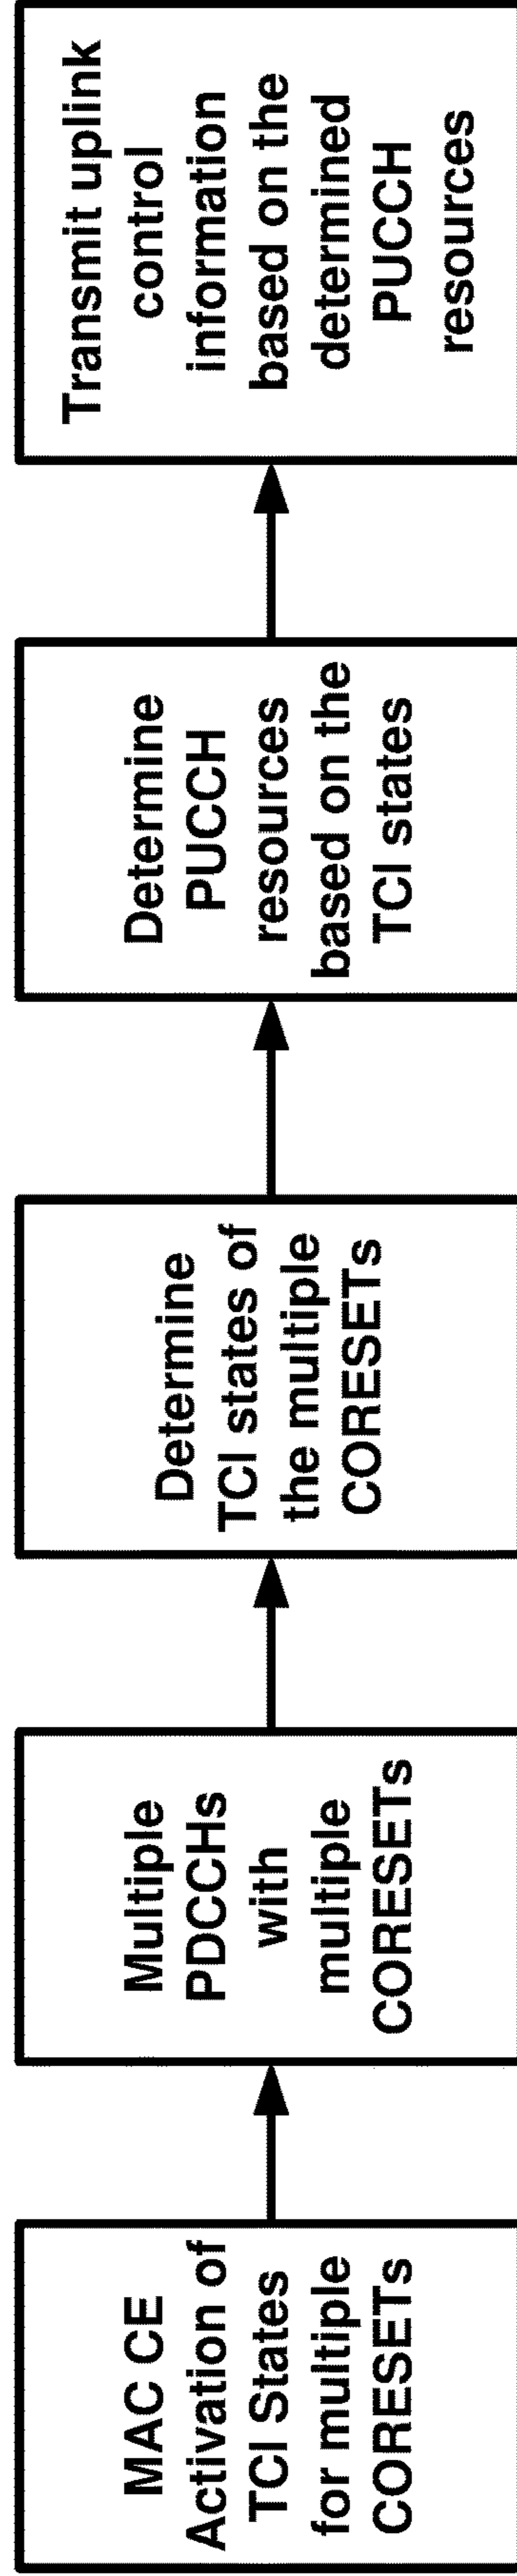 MAC CE
Activation of
TCI States
for multiple
CORESETs
Multiple
PDCCHs
with
multiple
CORESETs
Determine
TCI states of
the multiple
CORESETs
Determine
PUCCH
resources
based on the
TCI states
Transmit uplink
control
information
based on the
determined
PUCCH
resources